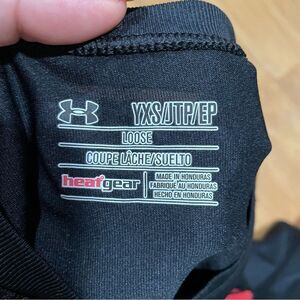 YXS/JTP/EP
LOOSE
COUPE LÂCHE/SUELTO
heatgear
MADE IN HONDURAS
FABRIQUÉ AU HONDURAS
HECHO EN HONDURAS